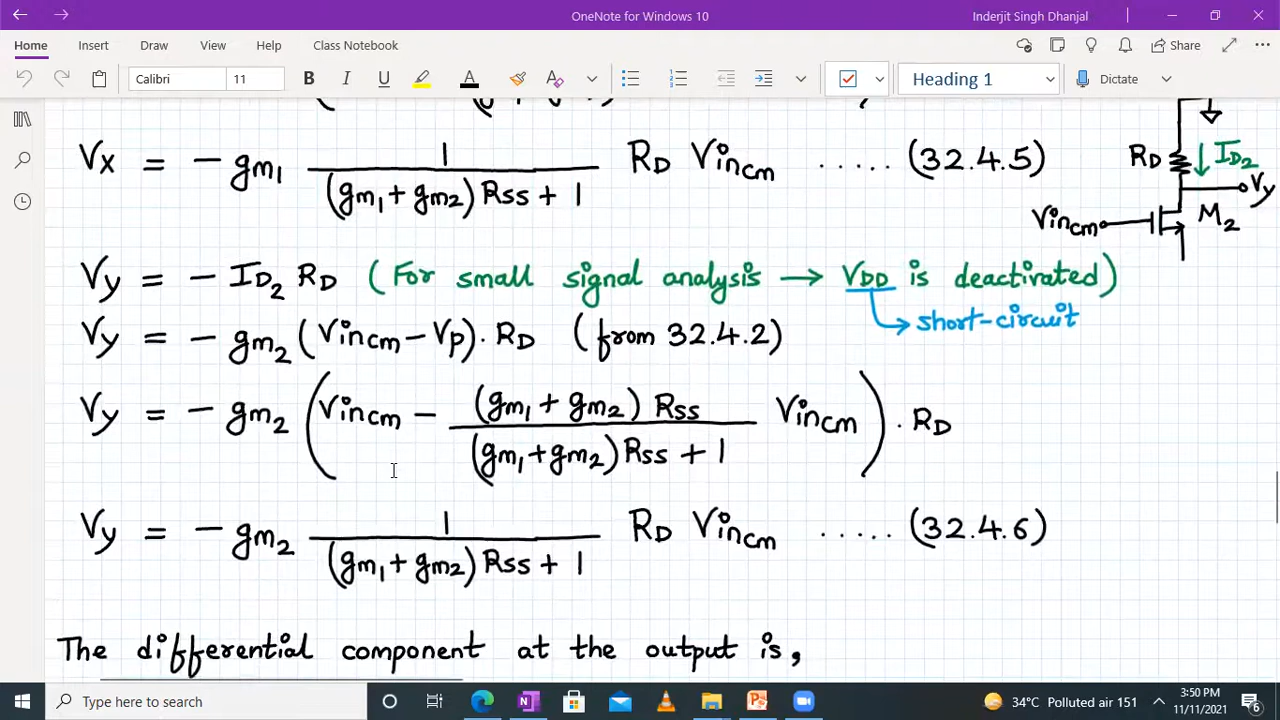 OneNote for Windows 10
Inderjit Singh Dhanjal
Home Insert Draw View Help Class Notebook
Share
Calibri 11 B I U A A Heading 1 Dictate
Vx = - gm1 1 / ((gm1 + gm2) Rss + 1) RD Vincm ..... (32.4.5)
RD ID2
Vy
Vincm M2
Vy = - ID2 RD (For small signal analysis → VDD is deactivated)
→ short-circuit
Vy = - gm2 (Vincm - Vp) . RD (from 32.4.2)
Vy = - gm2 (Vincm - (gm1 + gm2) Rss / ((gm1 + gm2) Rss + 1) Vincm) . RD
Vy = - gm2 1 / ((gm1 + gm2) Rss + 1) RD Vincm ..... (32.4.6)
The differential component at the output is,
Type here to search
34°C Polluted air 151
3:50 PM
11/11/2021
6